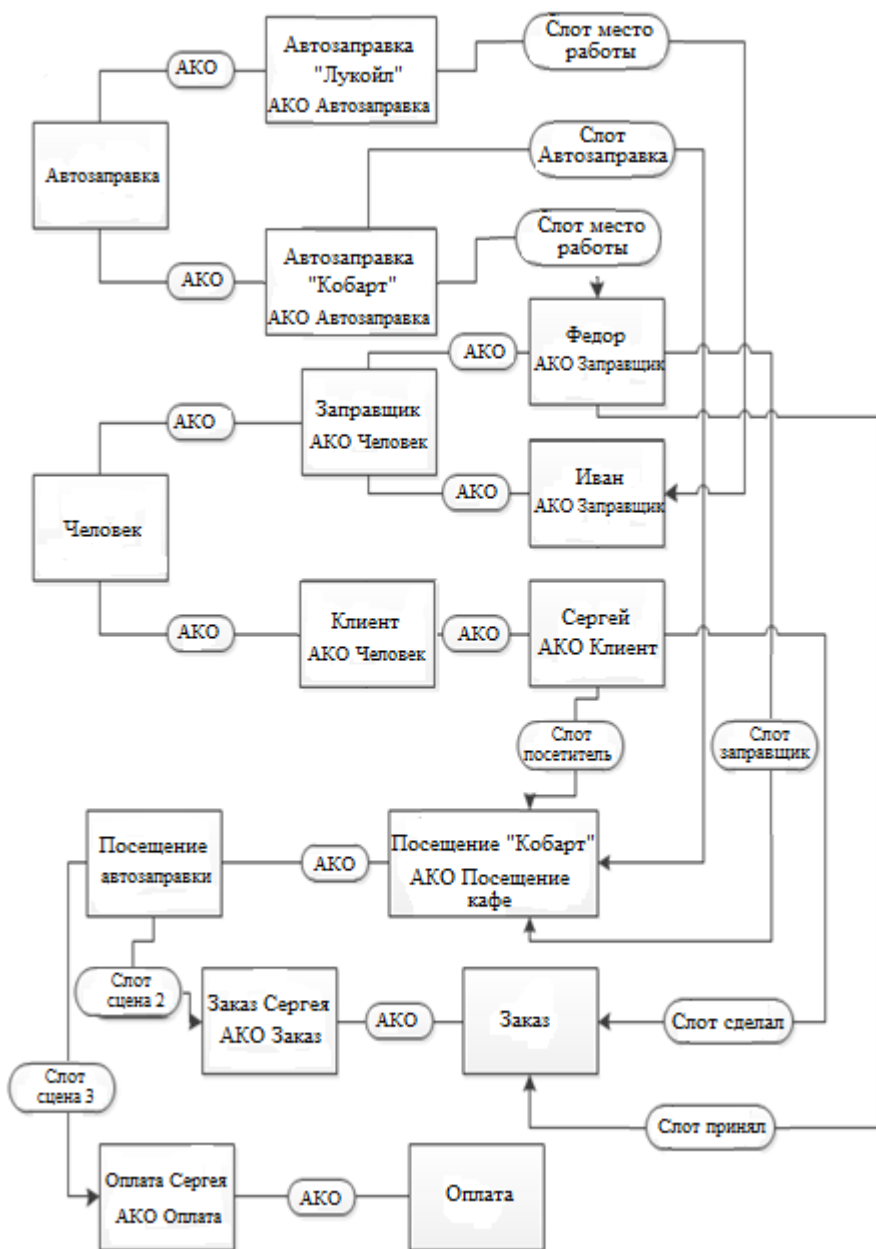 Автозаправка
"Лукойл"
АКО Автозаправка
АКО
Слот место
работы
Слот
Автозаправка
Автозаправка
Слот место
работы
АКО
Автозаправка
"Кобарт"
АКО Автозаправка
Федор
АКО Заправщик
АКО
Заправщик
АКО Человек
АКО
Иван
АКО Заправщик
АКО
Человек
АКО
Клиент
АКО Человек
АКО
Сергей
АКО Клиент
Слот
посетитель
Слот
заправщик
Посещение
автозаправки
АКО
Посещение "Кобарт"
АКО Посещение
кафе
Слот
сцена 2
Заказ Сергея
АКО Заказ
АКО
Заказ
Слот сделал
Слот
сцена 3
Слот принял
Оплата Сергея
АКО Оплата
АКО
Оплата